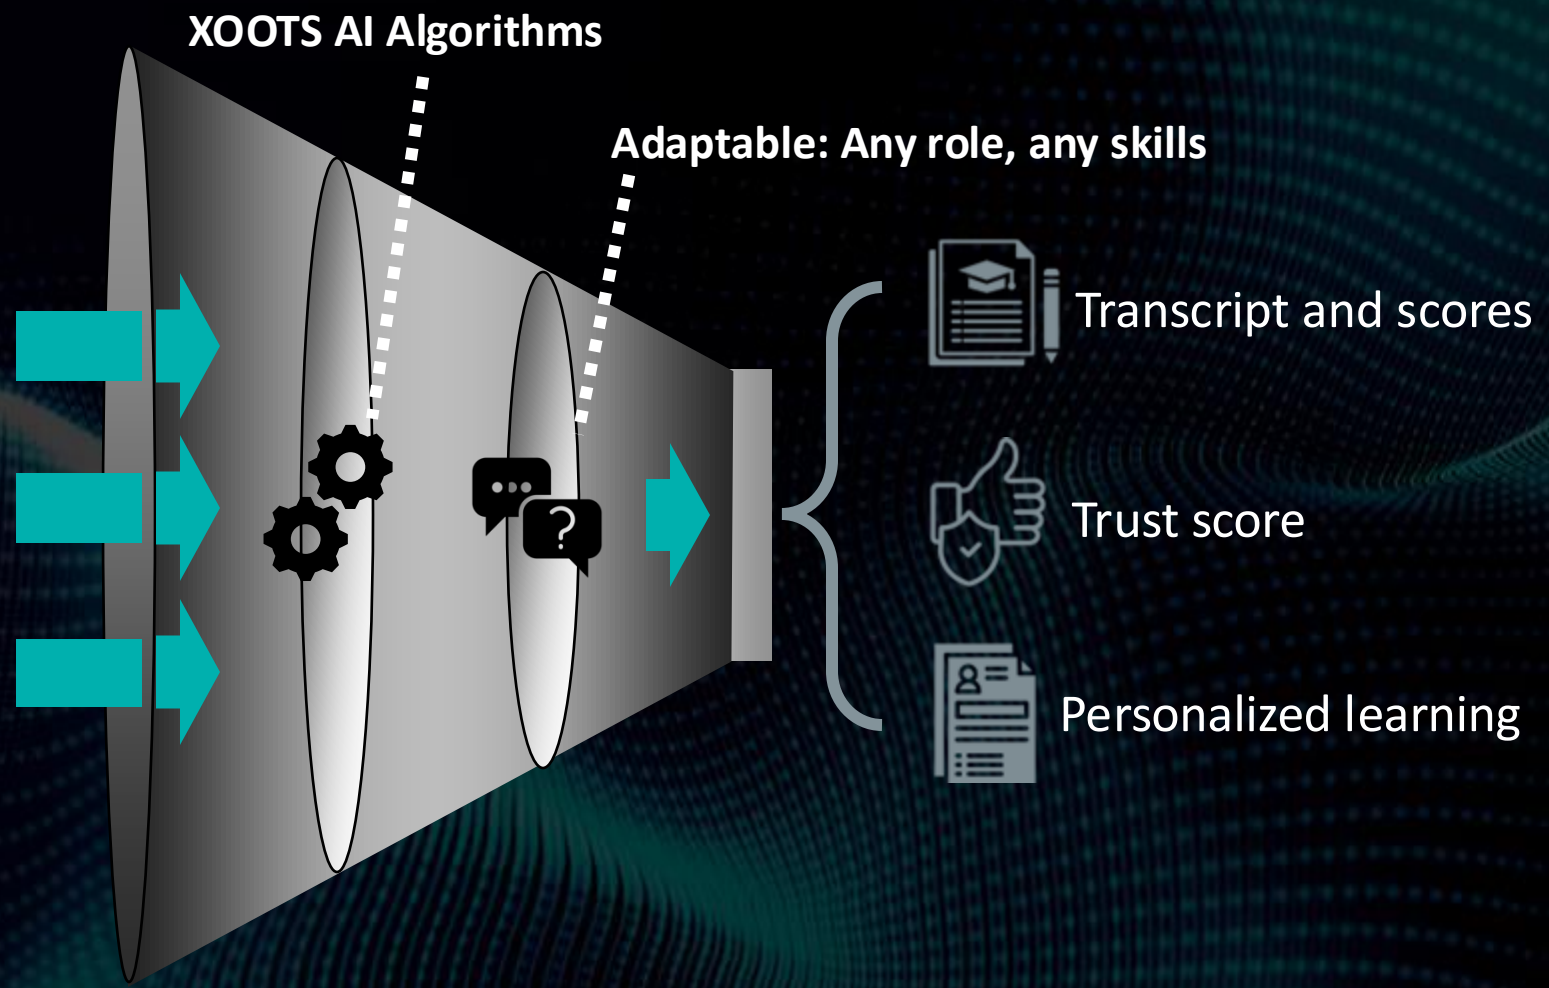 XOOTS AI Algorithms
Adaptable: Any role, any skills
Transcript and scores
?
Trust score
Personalized learning